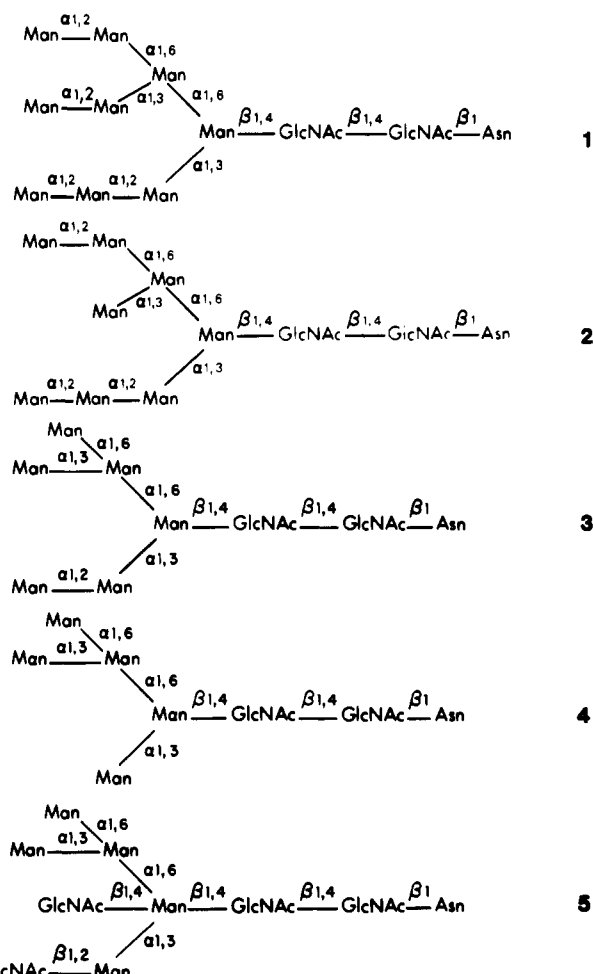 α1,2
Man—Man α1,6
Man
α1,2 α1,3 α1,6
Man—Man
Man β1,4 GlcNAc β1,4 GlcNAc β1 Asn 1
α1,3
α1,2 α1,2
Man—Man—Man
α1,2
Man—Man α1,6
Man
α1,3 α1,6
Man
Man β1,4 GlcNAc β1,4 GlcNAc β1 Asn 2
α1,3
α1,2 α1,2
Man—Man—Man
Man α1,6
Man α1,3 Man
α1,6
Man β1,4 GlcNAc β1,4 GlcNAc β1 Asn 3
α1,3
Man α1,2 Man
Man α1,6
Man α1,3 Man
α1,6
Man β1,4 GlcNAc β1,4 GlcNAc β1 Asn 4
α1,3
Man
Man α1,6
Man α1,3 Man
α1,6
GlcNAc β1,4 Man β1,4 GlcNAc β1,4 GlcNAc β1 Asn 5
α1,3
cNAc β1,2 Man